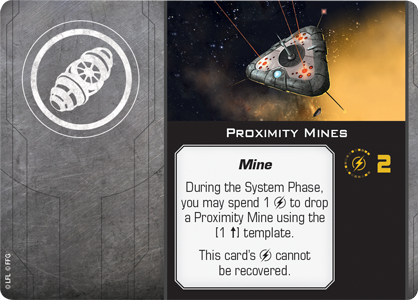 PROXIMITY MINES
Mine
During the System Phase,
you may spend 1 to drop
a Proximity Mine using the
[1 ] template.
This card's cannot
be recovered.
2
©LFL ©FFG